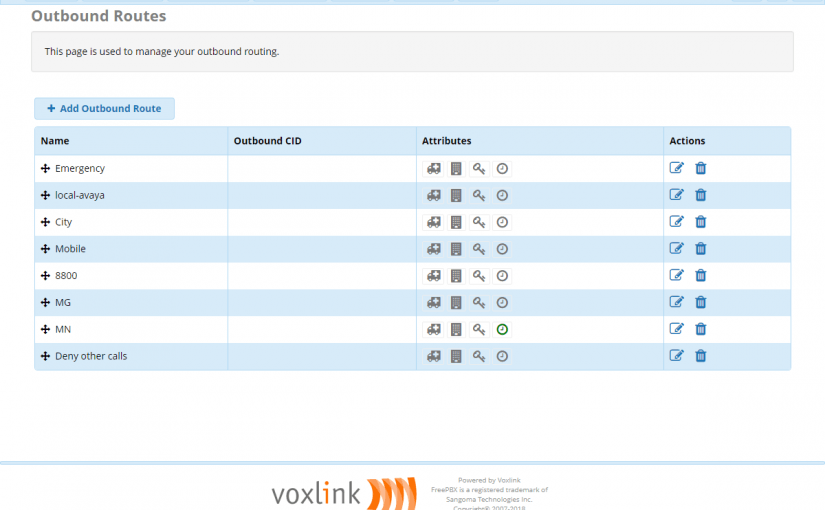 Outbound Routes
This page is used to manage your outbound routing.
+ Add Outbound Route
Name Outbound CID Attributes Actions
Emergency
local-avaya
City
Mobile
8800
MG
MN
Deny other calls
voxlink
Powered by Voxlink
FreePBX is a registered trademark of
Sangoma Technologies Inc.
Copyright© 2007-2018